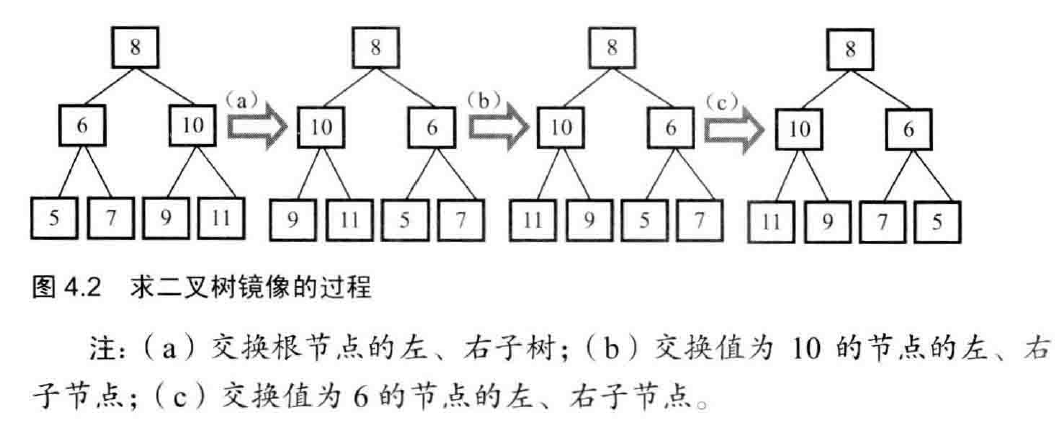 8 8 8 8
(a) (b) (c)
6 10 10 6 10 6 10 6
5 7 9 11 9 11 5 7 11 9 5 7 11 9 7 5
图 4.2 求二叉树镜像的过程
注：（a）交换根节点的左、右子树；（b）交换值为 10 的节点的左、右
子节点；（c）交换值为 6 的节点的左、右子节点。